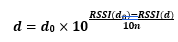 d = d₀ × 10^((RSSI(d₀)=RSSI(d))/(10n))